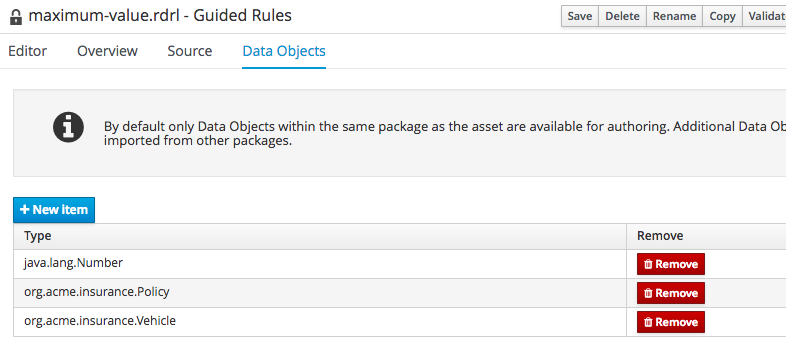 maximum-value.rdrl - Guided Rules
Save Delete Rename Copy Validat
Editor Overview Source Data Objects
By default only Data Objects within the same package as the asset are available for authoring. Additional Data Ob
imported from other packages.
+ New item
Type Remove
java.lang.Number Remove
org.acme.insurance.Policy Remove
org.acme.insurance.Vehicle Remove